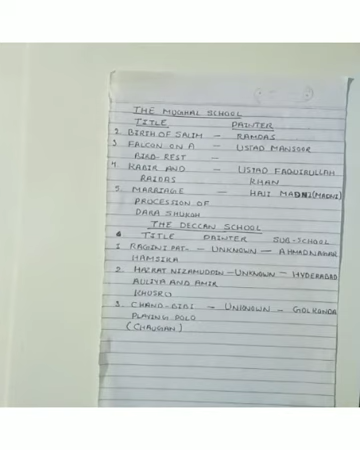 THE MUGHAL SCHOOL
TITLE PAINTER
2. BIRTH OF SALIM - RAMDAS
3 FALCON ON A - USTAD MANSOOR
BIRD-REST -
4. KABIR AND - USTAD FAQUIRULLAH
RAIDAS KHAN
5. MARRIAGE - HAJI MADNI (MADNI)
PROCESSION OF
DARA SHUKOH
THE DECCAN SCHOOL
TITLE PAINTER SUB-SCHOOL
1. RAGINI PAT- - UNKNOWN - AHMADNAGAR
HAMSIKA
2. HAZRAT NIZAMUDDIN - UNKNOWN - HYDERABAD
AULIYA AND AMIR
KHUSRU
3. CHAND-BIBI - UNKNOWN - GOLKONDA
PLAYING POLO
(CHAUGAN)